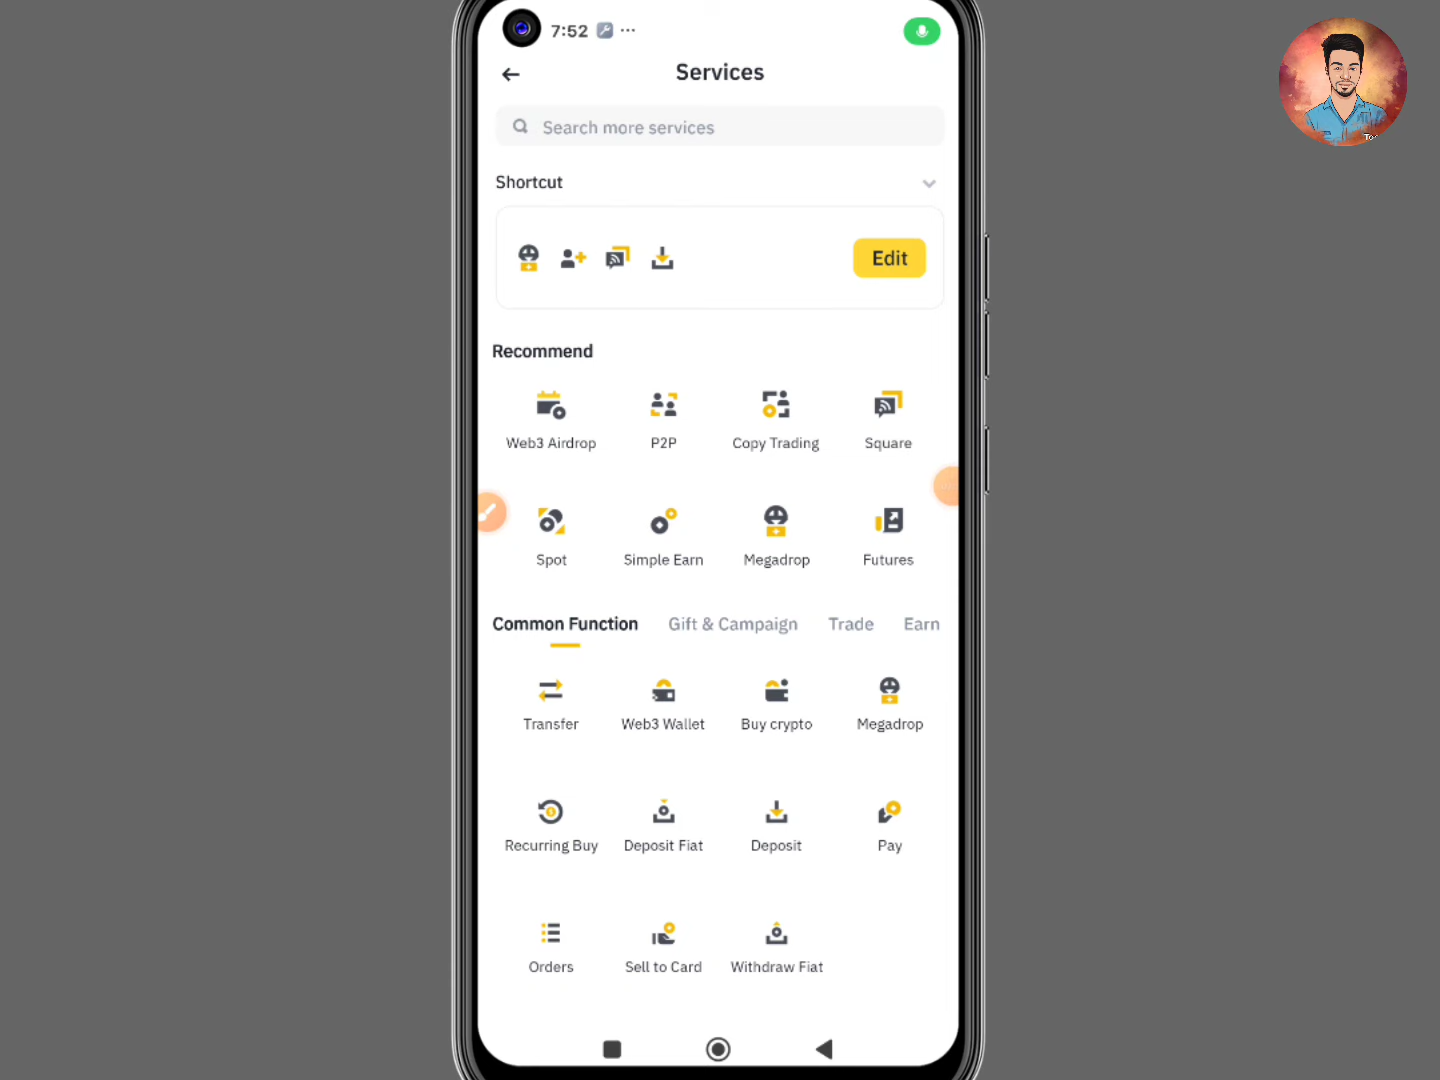 7:52
Services
Search more services
Shortcut
Edit
Recommend
Web3 Airdrop P2P Copy Trading Square
Spot Simple Earn Megadrop Futures
Common Function Gift & Campaign Trade Earn
Transfer Web3 Wallet Buy crypto Megadrop
Recurring Buy Deposit Fiat Deposit Pay
Orders Sell to Card Withdraw Fiat